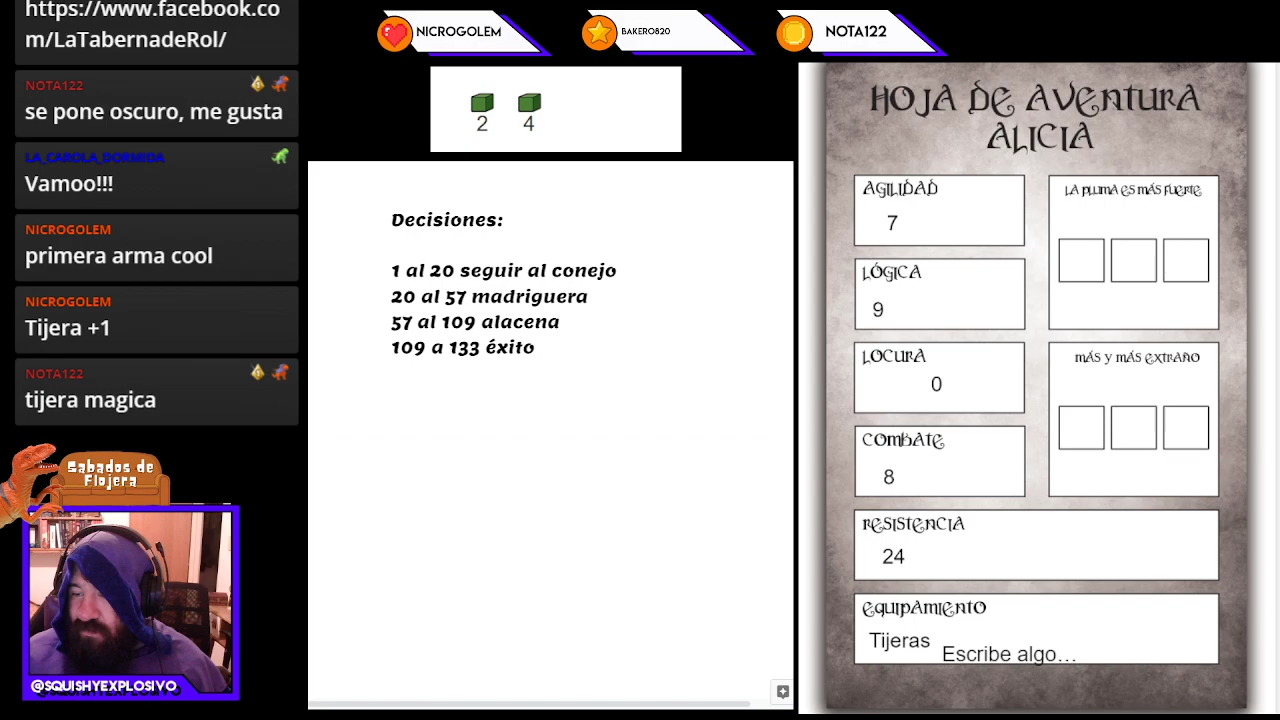 https://www.facebook.co
m/LaTabernadeRol/
NOTA122
se pone oscuro, me gusta
LA_CAROLA_DORMIDA
Vamoo!!!
NICROGOLEM
primera arma cool
NICROGOLEM
Tijera +1
NOTA122
tijera magica
Sabados de
Flojera
@SQUISHYEXPLOSIVO
NICROGOLEM
BAKERO820
NOTA122
2 4
Decisiones:
1 al 20 seguir al conejo
20 al 57 madriguera
57 al 109 alacena
109 a 133 éxito
HOJA DE AVENTURA
ALICIA
AGILIDAD
7
LÓGICA
9
LOCURA
0
COMBATE
8
LA PLUMA ES MÁS FUERTE
MÁS Y MÁS EXTRAÑO
RESISTENCIA
24
EQUIPAMIENTO
Tijeras
Escribe algo…